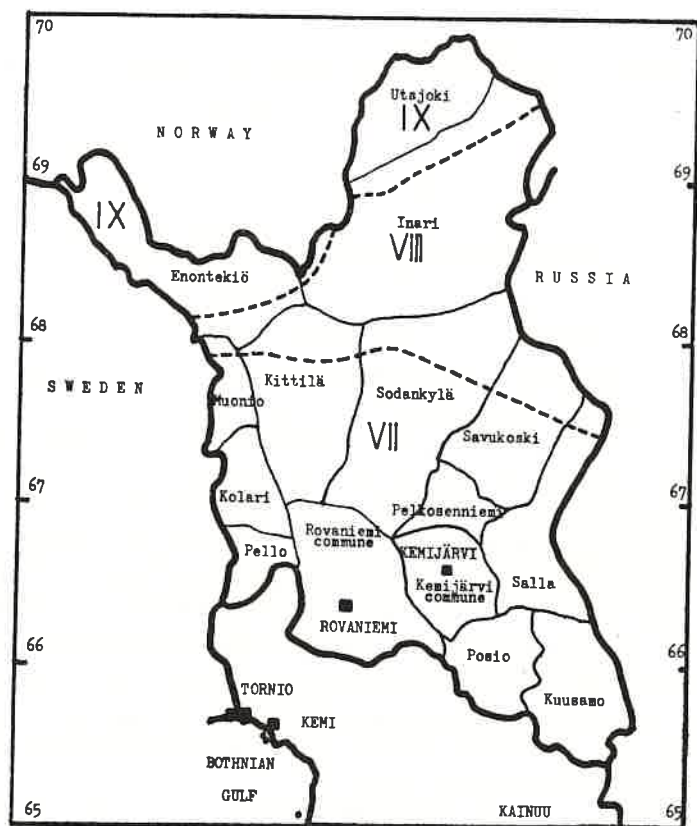 70
70
Utsjoki
IX
NORWAY
69
69
IX
Inari
VIII
Enontekiö
RUSSIA
68
68
SWEDEN
Kittilä
Sodankylä
Muonio
VII
Savukoski
67
67
Kolari
Pelkosenniemi
Rovaniemi
commune
Pello
KEMIJÄRVI
Kemijärvi
commune
Salla
ROVANIEMI
66
66
Posio
Kuusamo
TORNIO
KEMI
BOTHNIAN
GULF
KAINUU
65
65